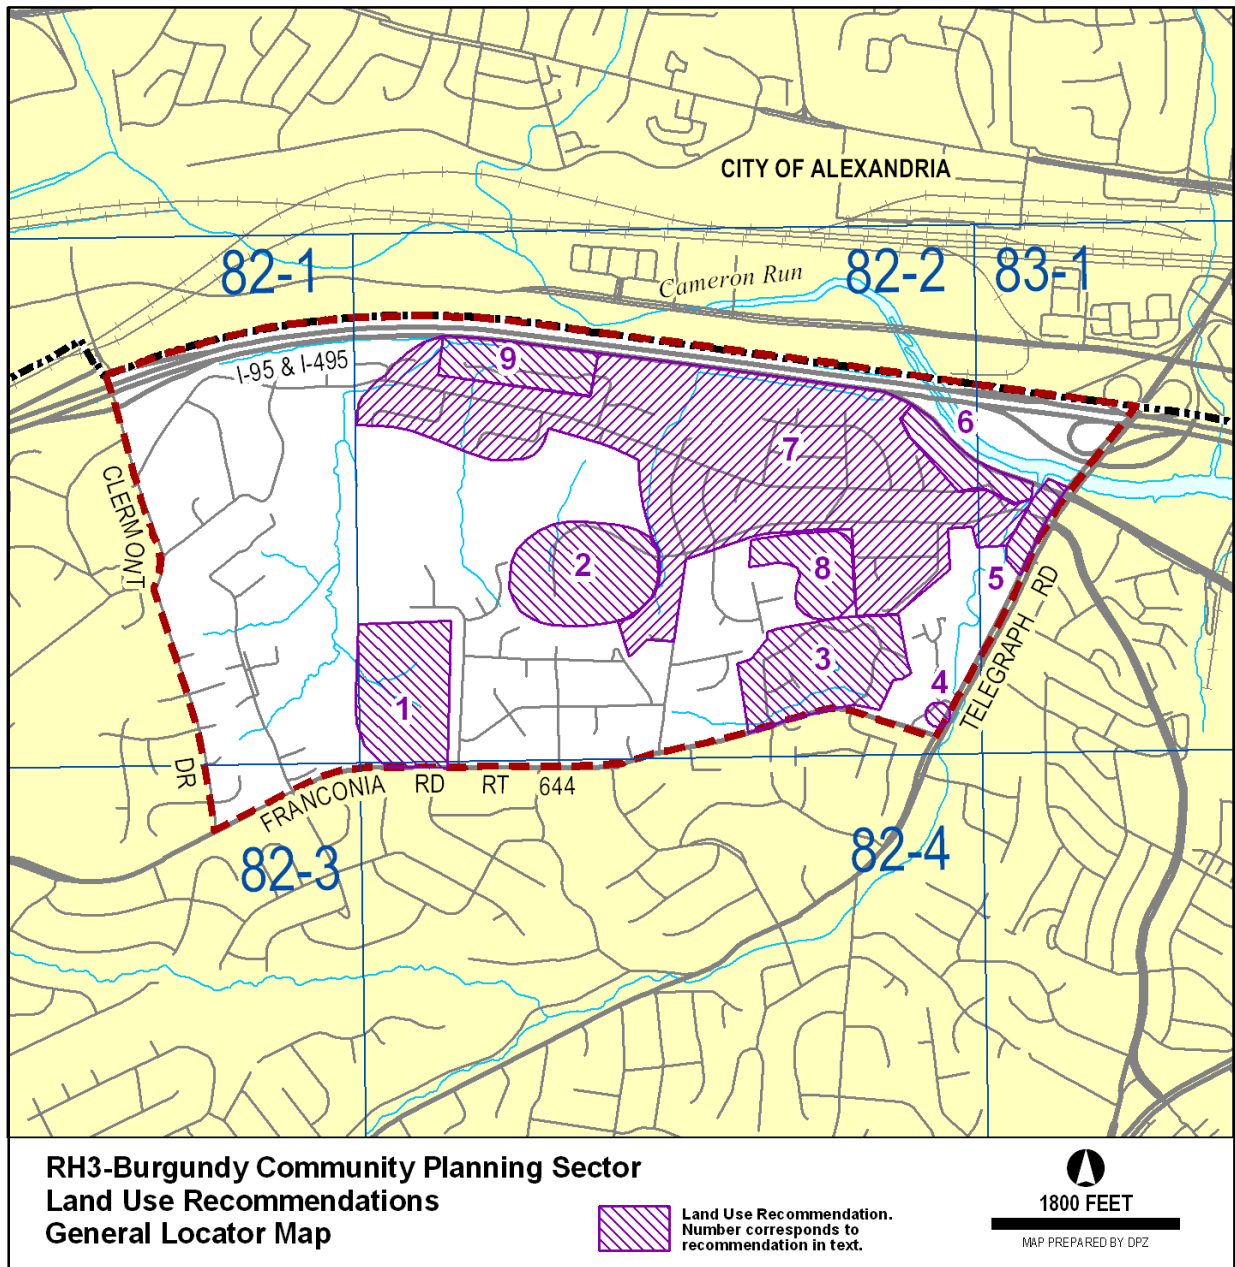 CITY OF ALEXANDRIA
82-1
Cameron Run
82-2
83-1
I-95 & I-495
9
6
7
CLERMONT
2
8
5
TELEGRAPH RD
3
4
1
DR
FRANCONIA RD RT 644
82-3
82-4
RH3-Burgundy Community Planning Sector
Land Use Recommendations
General Locator Map
Land Use Recommendation.
Number corresponds to
recommendation in text.
1800 FEET
MAP PREPARED BY DPZ